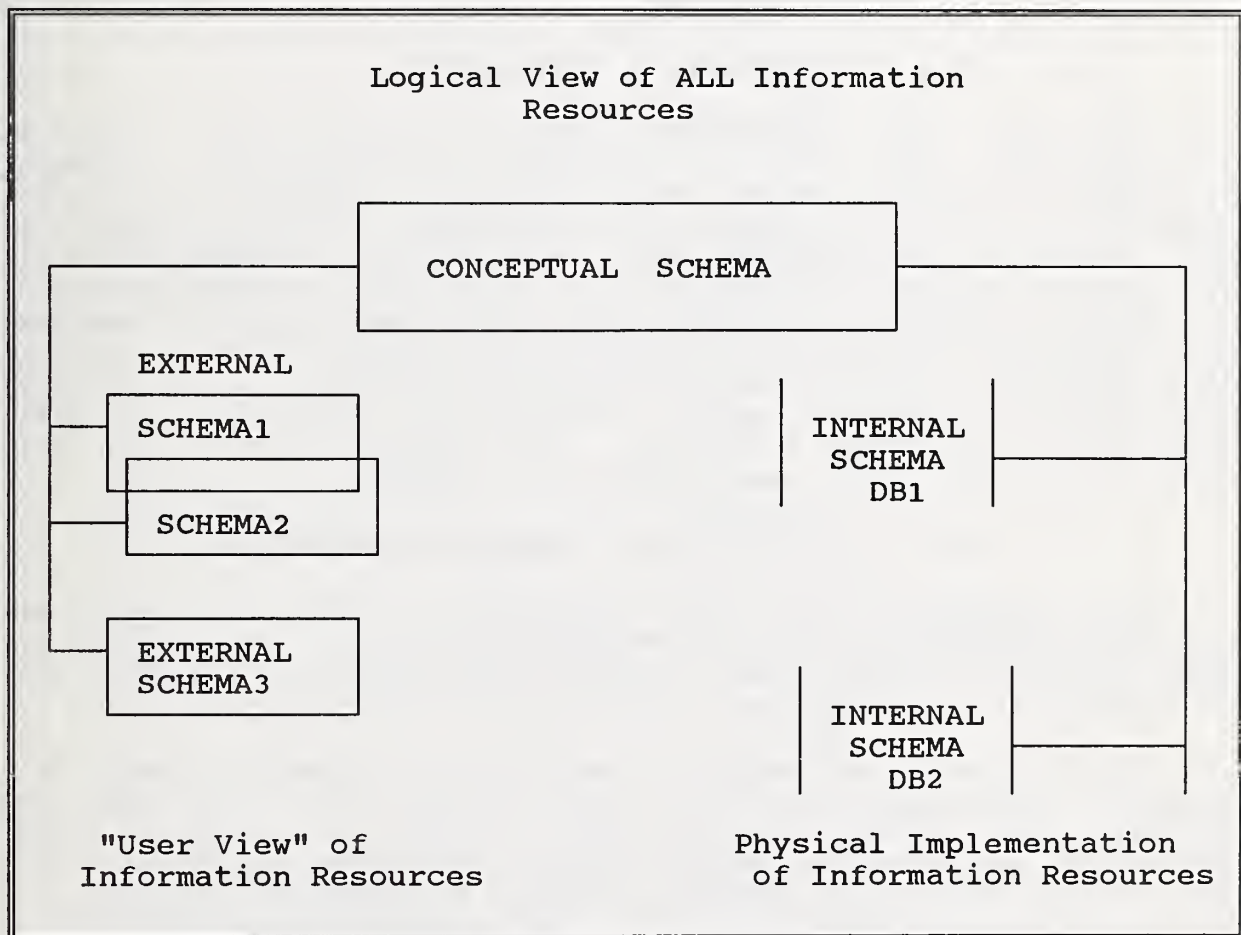 Logical View of ALL Information
Resources
CONCEPTUAL SCHEMA
EXTERNAL
SCHEMA1
SCHEMA2
EXTERNAL
SCHEMA3
INTERNAL
SCHEMA
DB1
INTERNAL
SCHEMA
DB2
"User View" of
Information Resources
Physical Implementation
of Information Resources